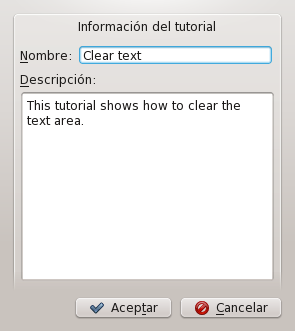 Información del tutorial
Nombre: Clear text
Descripción:
This tutorial shows how to clear the
text area.
Aceptar Cancelar